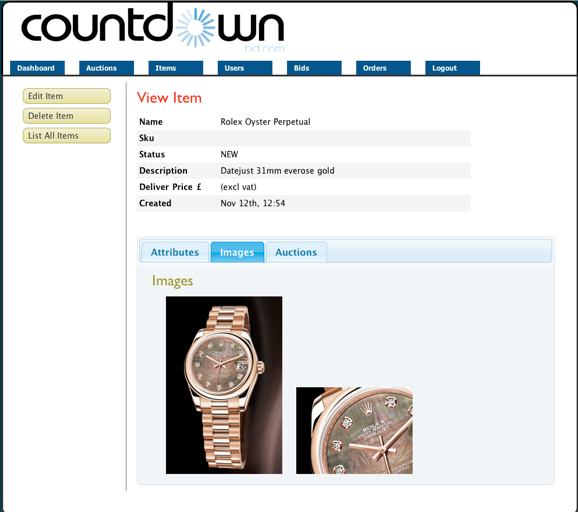 countdown
bid.com
Dashboard Auctions Items Users Bids Orders Logout
Edit Item
Delete Item
List All Items
View Item
Name Rolex Oyster Perpetual
Sku
Status NEW
Description Datejust 31mm everose gold
Deliver Price £ (excl vat)
Created Nov 12th, 12:54
Attributes Images Auctions
Images
ROLEX